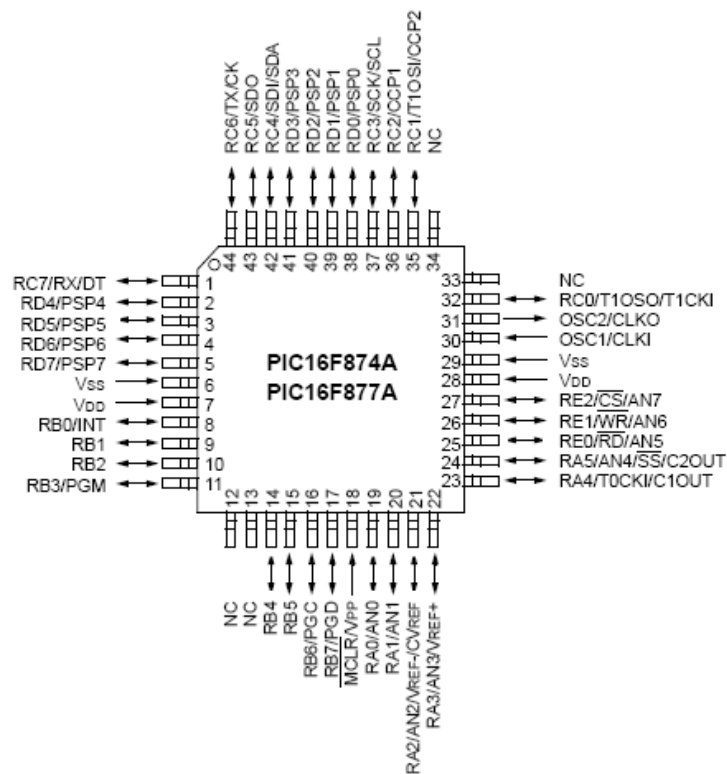 RC6/TX/CK
RC5/SDO
RC4/SDI/SDA
RD3/PSP3
RD2/PSP2
RD1/PSP1
RD0/PSP0
RC3/SCK/SCL
RC2/CCP1
RC1/T1OSI/CCP2
NC
44
43
42
41
40
39
38
37
36
35
34
RC7/RX/DT
1
RD4/PSP4
2
RD5/PSP5
3
RD6/PSP6
4
RD7/PSP7
5
VSS
6
VDD
7
RB0/INT
8
RB1
9
RB2
10
RB3/PGM
11
PIC16F874A
PIC16F877A
33
NC
32
RC0/T1OSO/T1CKI
31
OSC2/CLKO
30
OSC1/CLKI
29
VSS
28
VDD
27
RE2/CS/AN7
26
RE1/WR/AN6
25
RE0/RD/AN5
24
RA5/AN4/SS/C2OUT
23
RA4/T0CKI/C1OUT
12
13
14
15
16
17
18
19
20
21
22
NC
NC
RB4
RB5
RB6/PGC
RB7/PGD
MCLR/VPP
RA0/AN0
RA1/AN1
RA2/AN2/VREF-/CVREF
RA3/AN3/VREF+